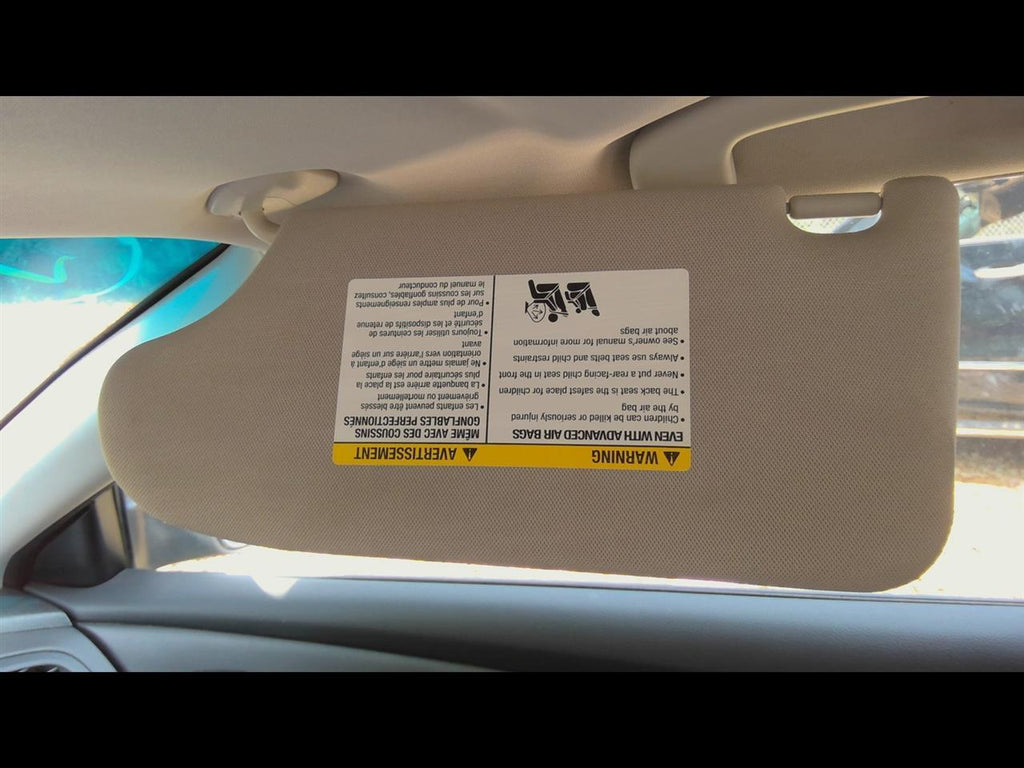 WARNING
EVEN WITH ADVANCED AIR BAGS
• Children can be killed or seriously injured
by the air bag
• The back seat is the safest place for children
• Never put a rear-facing child seat in the front
• Always use seat belts and child restraints
• See owner's manual for more information
about air bags
AVERTISSEMENT
MÊME AVEC DES COUSSINS
GONFLABLES PERFECTIONNÉS
• Les enfants peuvent être blessés
grièvement ou mortellement
• La banquette arrière est la place la
plus sécuritaire pour les enfants
• Ne jamais mettre un siège d'enfant à
orientation vers l'arrière sur un siège
avant
• Toujours utiliser les ceintures de
sécurité et les dispositifs de retenue
d'enfant
• Pour de plus amples renseignements
sur les coussins gonflables, consultez
le manuel du conducteur